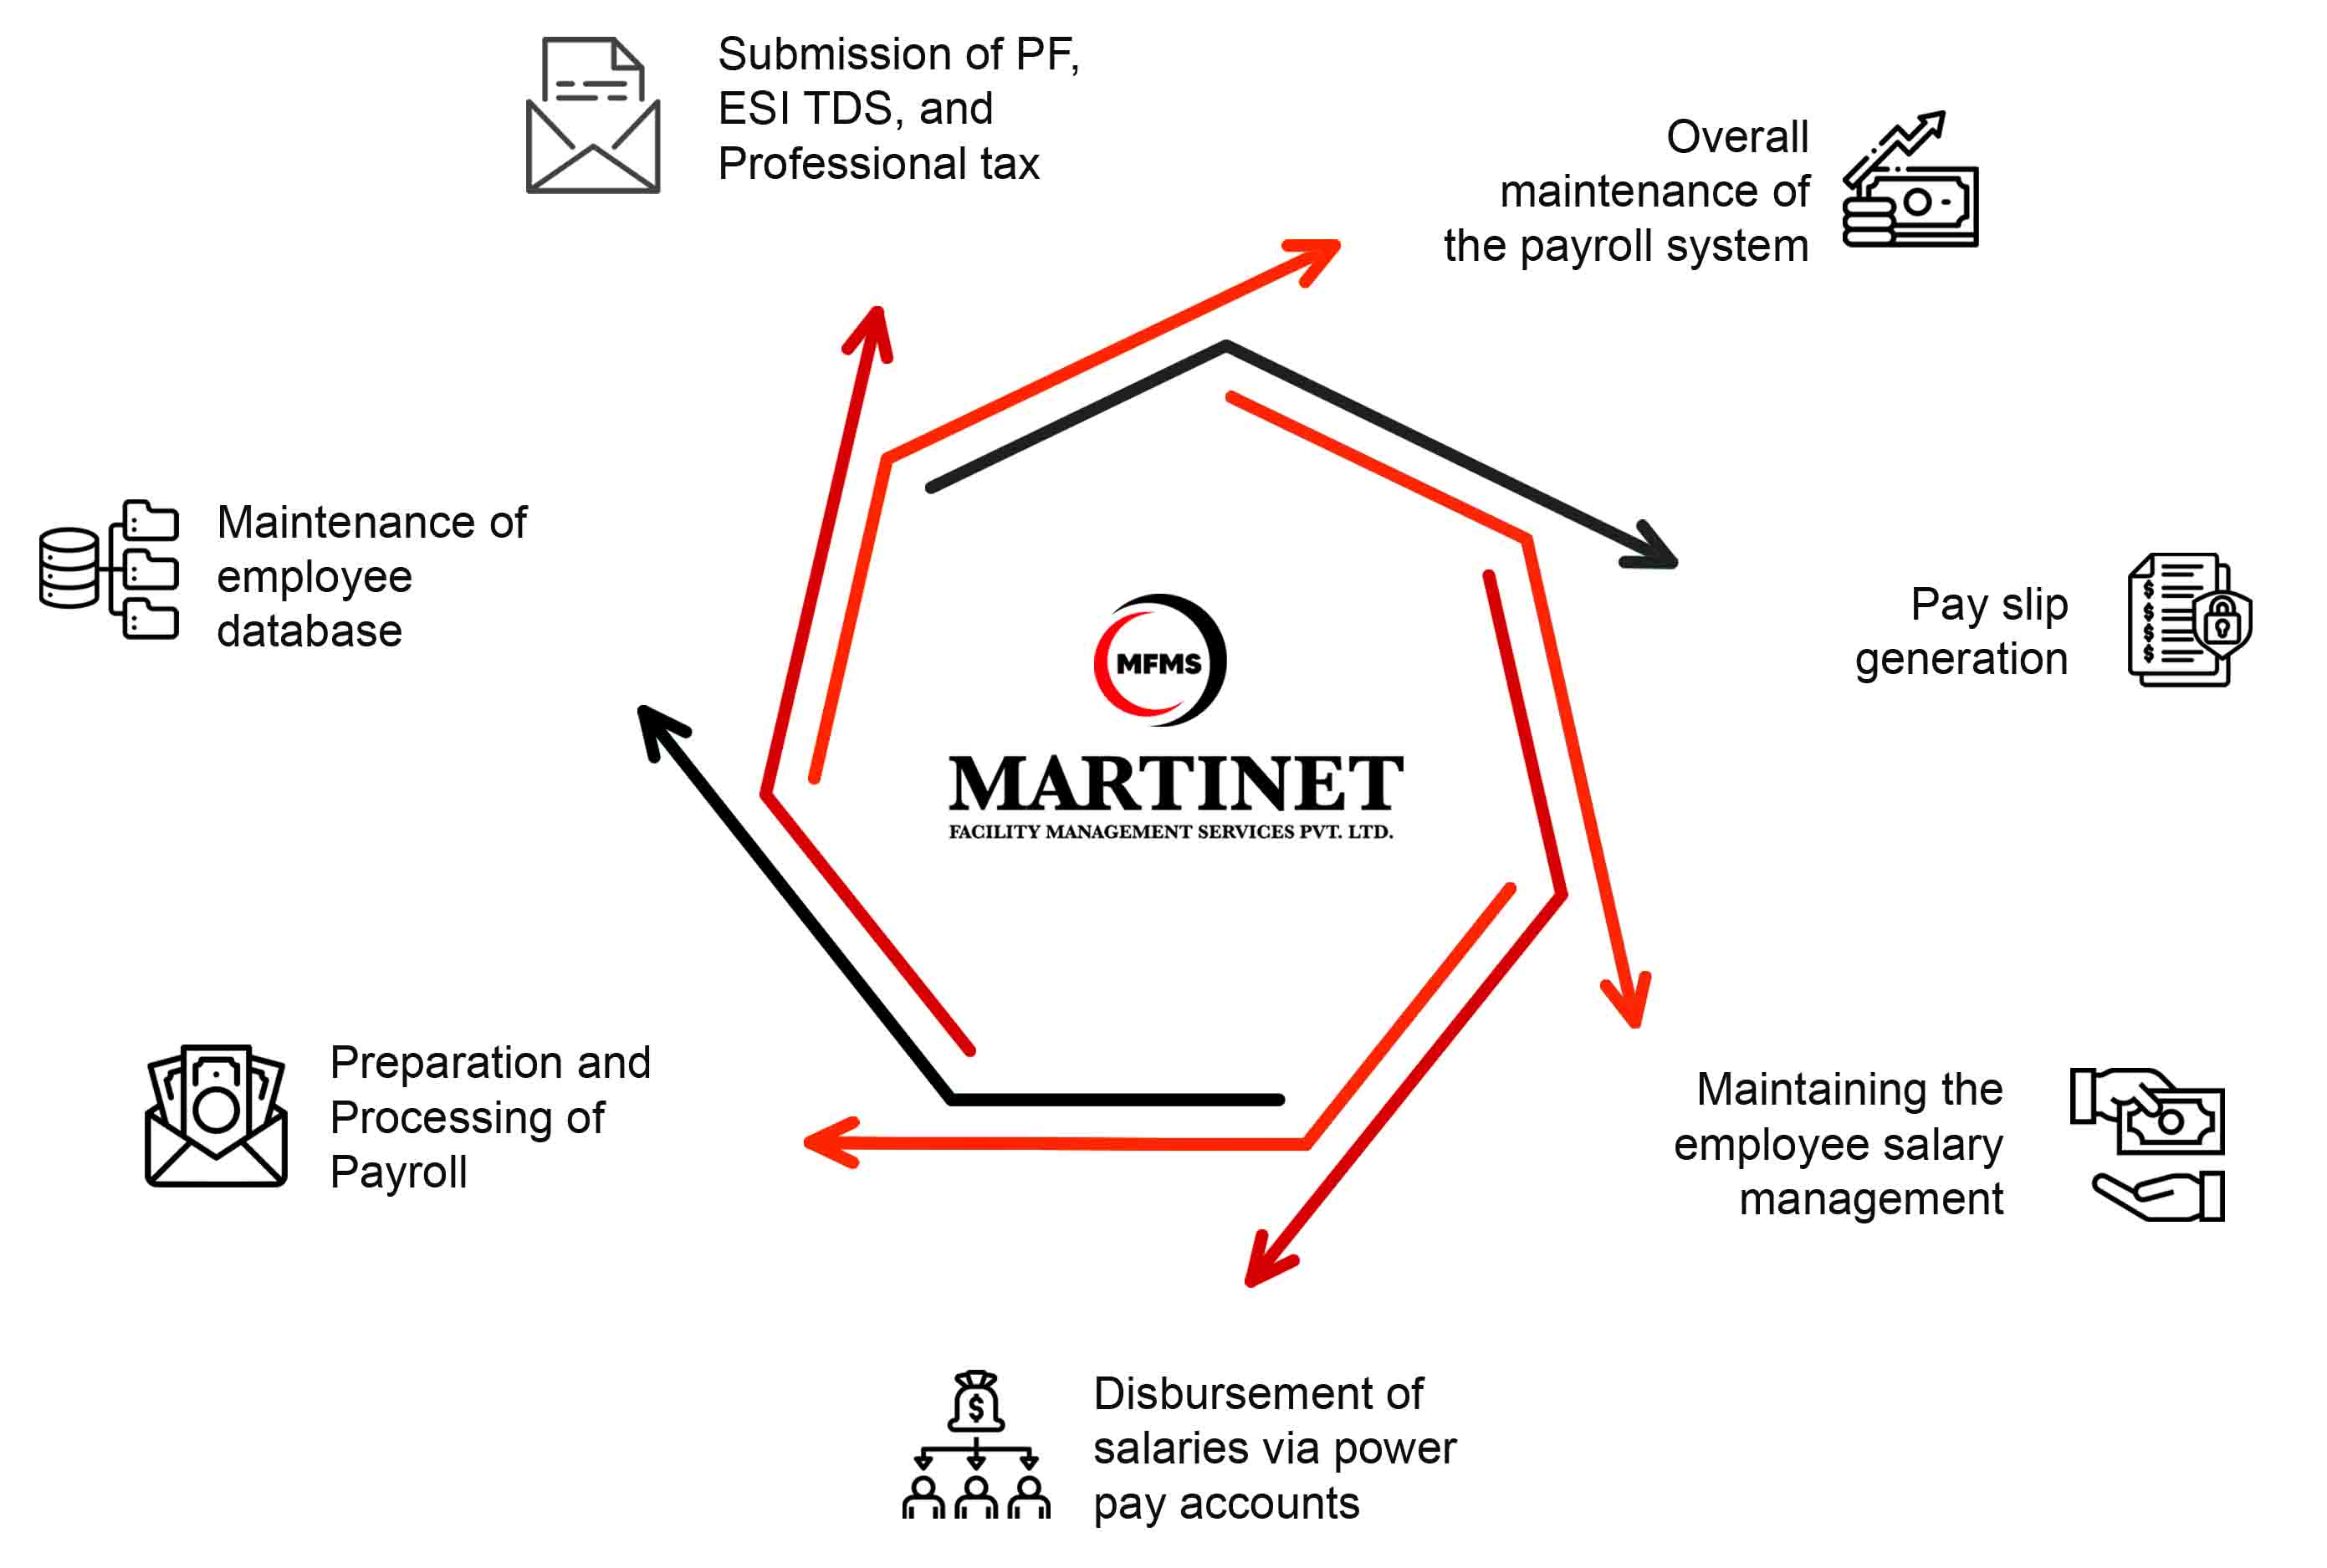 Submission of PF,
ESI TDS, and
Professional tax
Overall
maintenance of
the payroll system
Maintenance of
employee
database
Pay slip
generation
MFMS
MARTINET
FACILITY MANAGEMENT SERVICES PVT. LTD.
Preparation and
Processing of
Payroll
Maintaining the
employee salary
management
Disbursement of
salaries via power
pay accounts